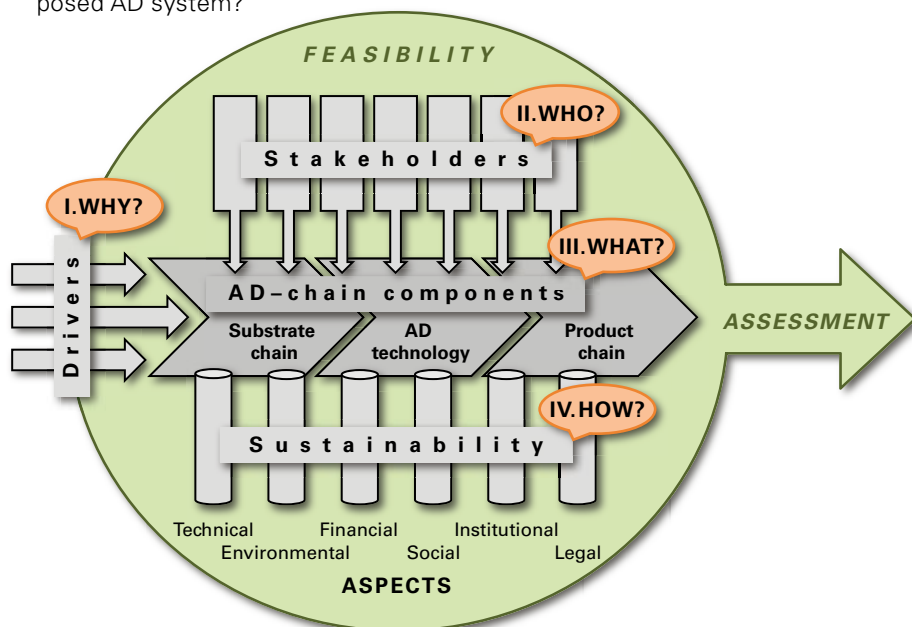 posed AD system?
FEASIBILITY
II.WHO?
Stakeholders
I.WHY?
III.WHAT?
Drivers
AD–chain components
Substrate
chain
AD
technology
Product
chain
ASSESSMENT
IV.HOW?
Sustainability
Technical
Financial
Institutional
Environmental
Social
Legal
ASPECTS